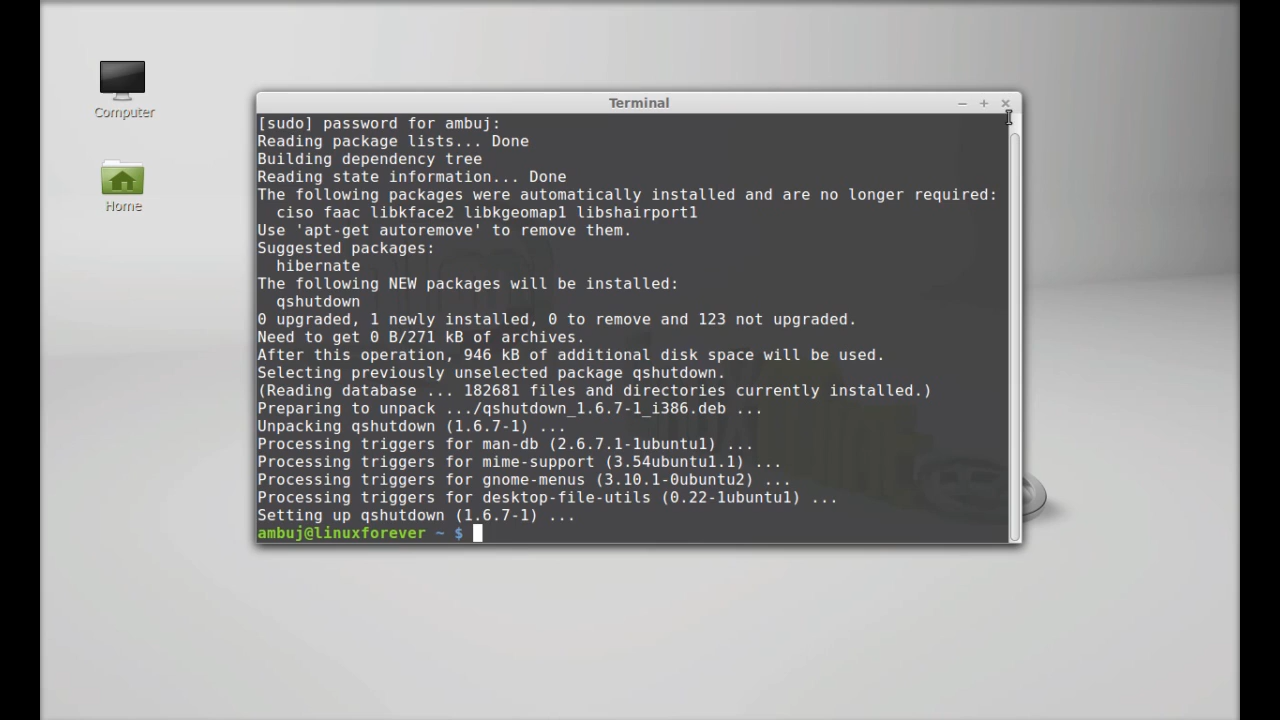 Computer
Home
Terminal
[sudo] password for ambuj:
Reading package lists... Done
Building dependency tree
Reading state information... Done
The following packages were automatically installed and are no longer required:
  ciso faac libkface2 libkgeomap1 libshairport1
Use 'apt-get autoremove' to remove them.
Suggested packages:
  hibernate
The following NEW packages will be installed:
  qshutdown
0 upgraded, 1 newly installed, 0 to remove and 123 not upgraded.
Need to get 0 B/271 kB of archives.
After this operation, 946 kB of additional disk space will be used.
Selecting previously unselected package qshutdown.
(Reading database ... 182681 files and directories currently installed.)
Preparing to unpack .../qshutdown_1.6.7-1_i386.deb ...
Unpacking qshutdown (1.6.7-1) ...
Processing triggers for man-db (2.6.7.1-1ubuntu1) ...
Processing triggers for mime-support (3.54ubuntu1.1) ...
Processing triggers for gnome-menus (3.10.1-0ubuntu2) ...
Processing triggers for desktop-file-utils (0.22-1ubuntu1) ...
Setting up qshutdown (1.6.7-1) ...
ambuj@linuxforever ~ $